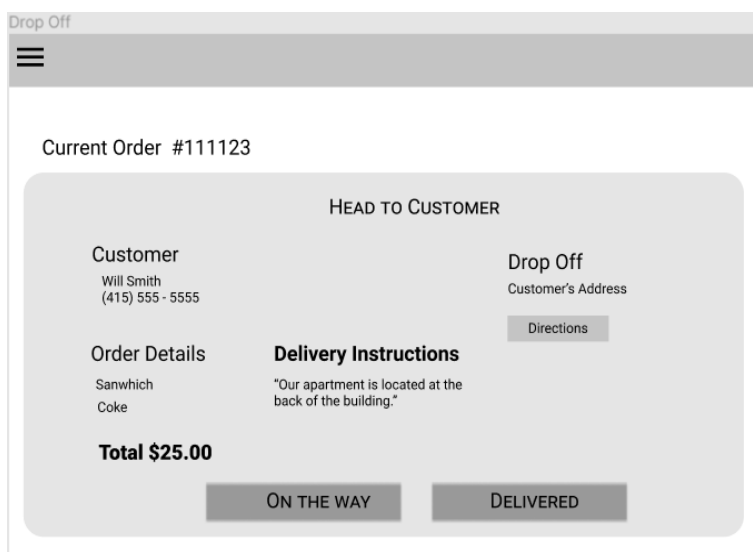 Drop Off
Current Order #111123
HEAD TO CUSTOMER
Customer
Will Smith
(415) 555 - 5555
Drop Off
Customer's Address
Directions
Order Details
Sanwhich
Coke
Total $25.00
Delivery Instructions
“Our apartment is located at the
back of the building.”
ON THE WAY
DELIVERED